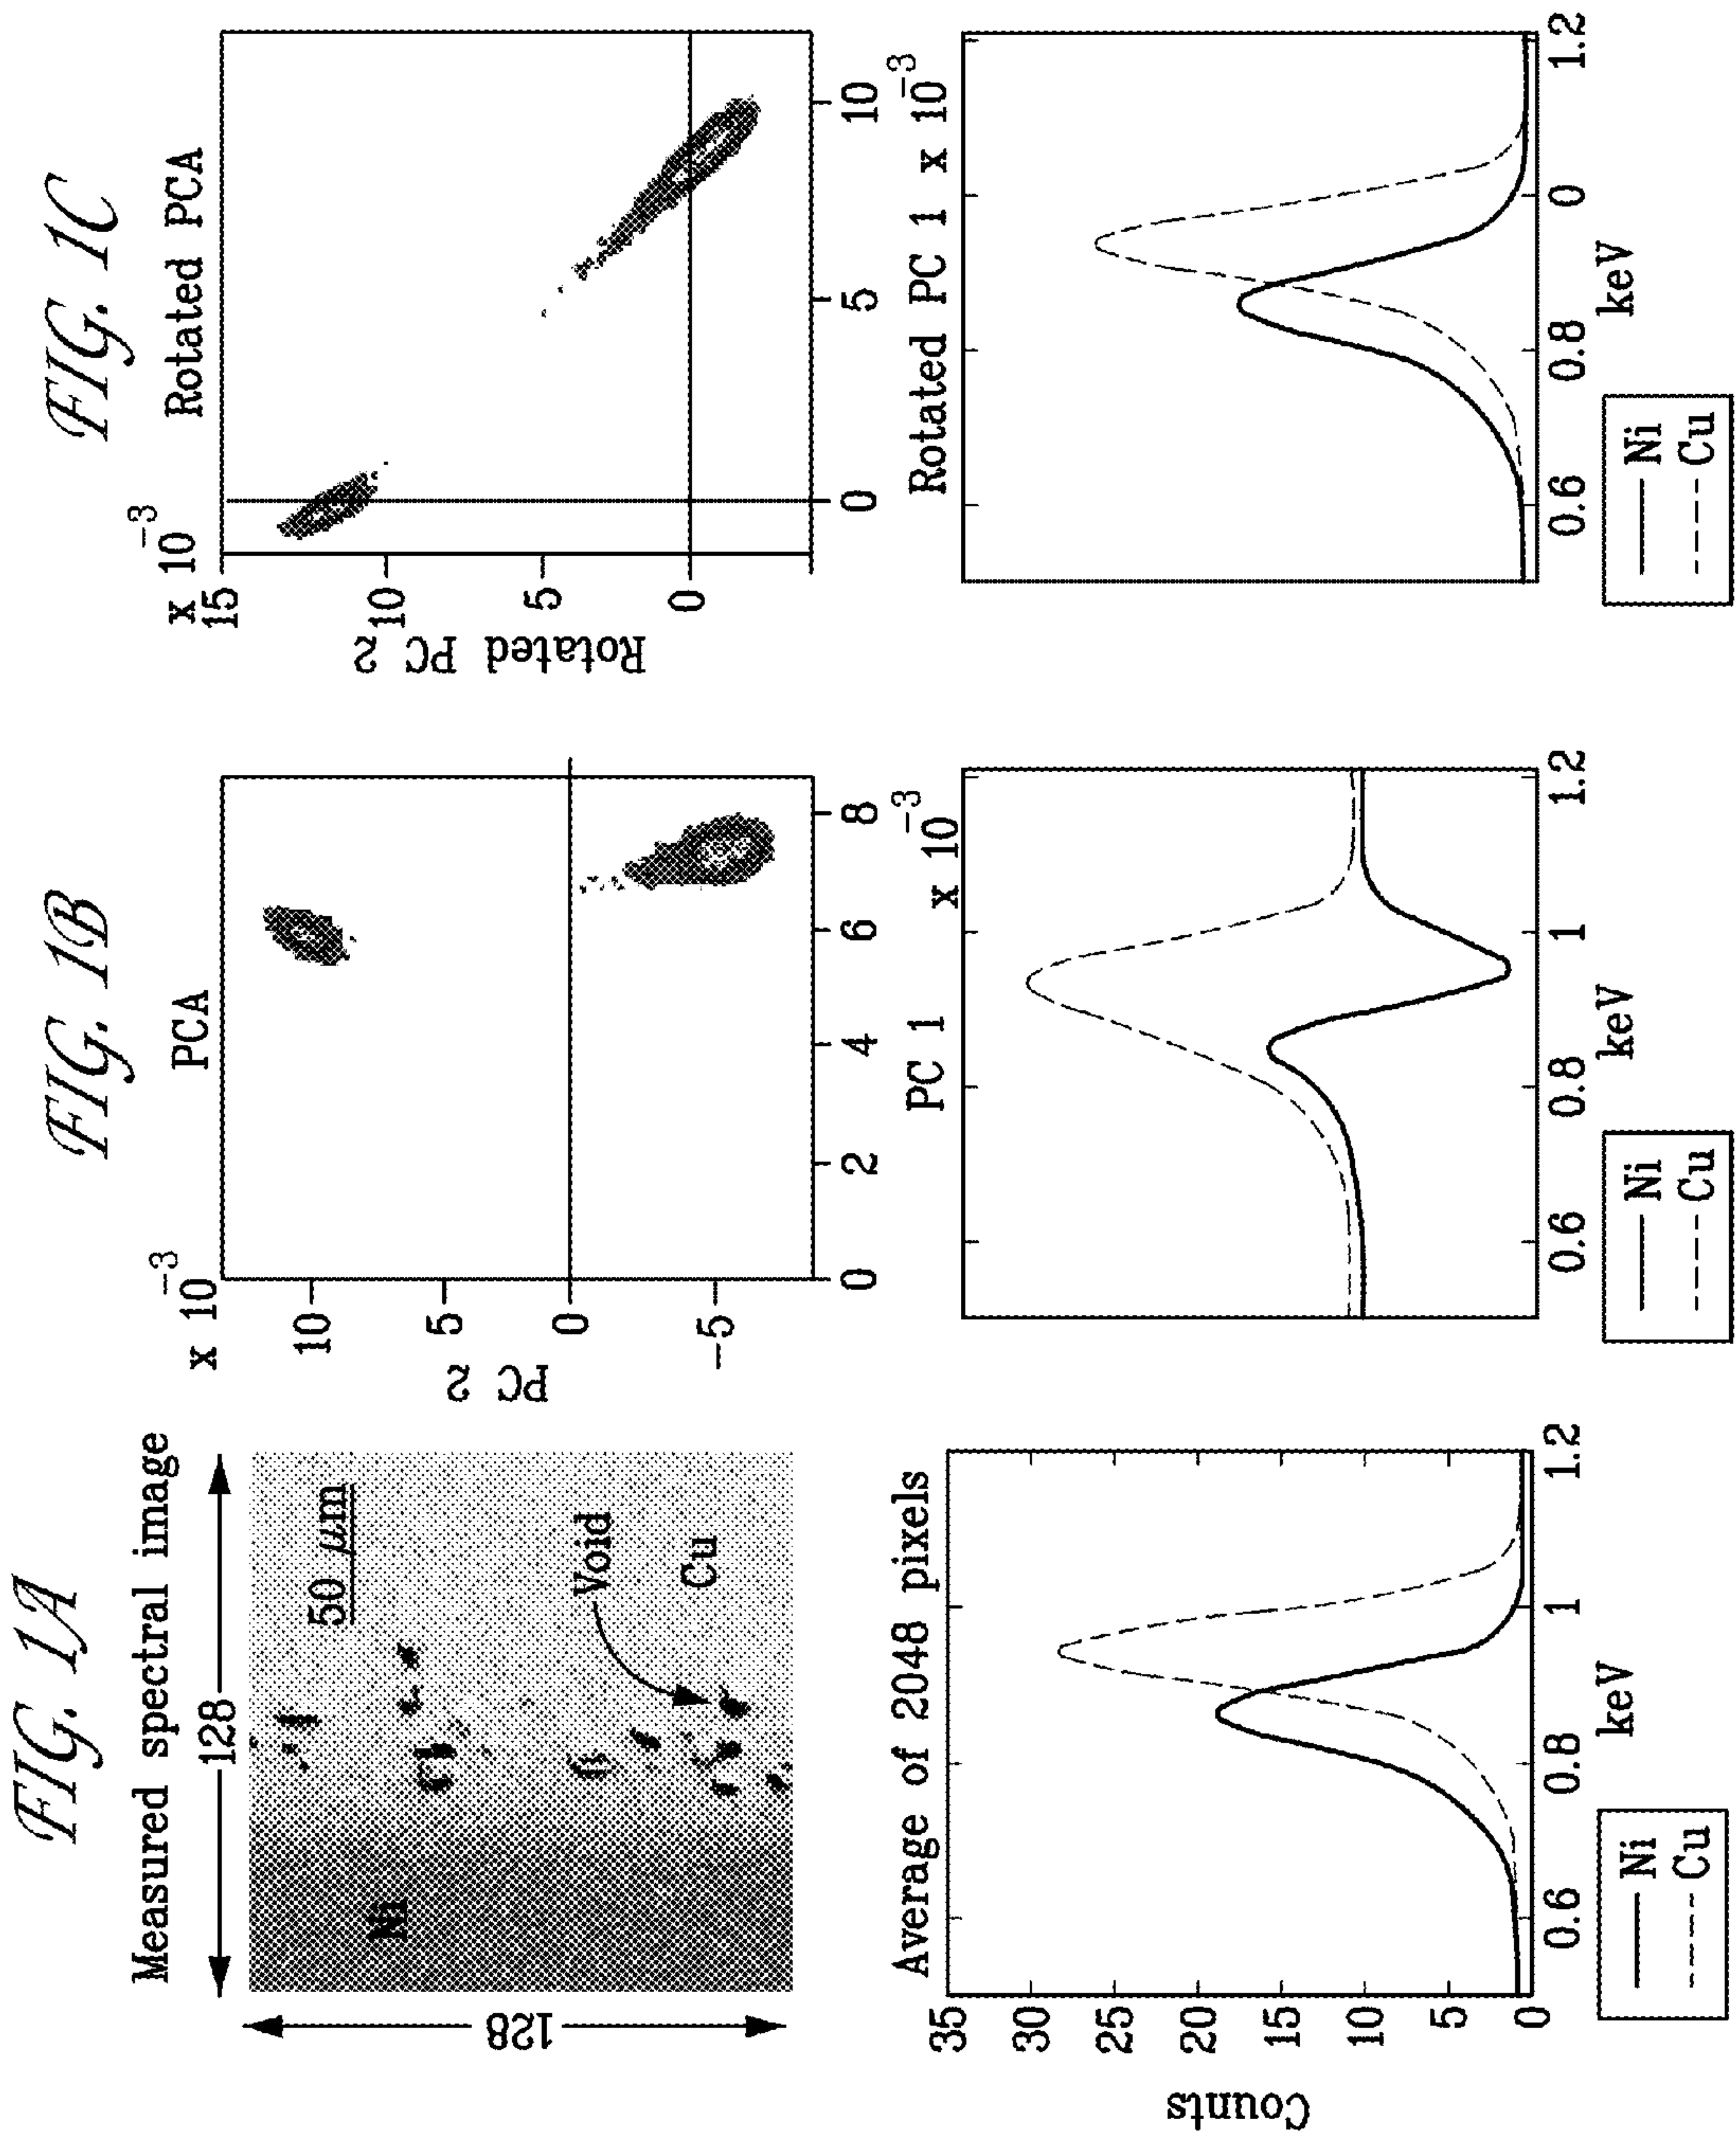 FIG. 1A
Measured spectral image
128
128
50 μm
Ni
Void
Cu
Average of 2048 pixels
Counts
35
30
25
20
15
10
5
0
0.6
0.8
1
1.2
keV
Ni
Cu
FIG. 1B
PCA
x 10-3
PC 2
10
5
0
-5
0
2
4
6
8
PC 1
x 10-3
0.6
0.8
1
1.2
keV
Ni
Cu
FIG. 1C
Rotated PCA
x 10-3
Rotated PC 2
15
10
5
0
0
5
10
Rotated PC 1 x 10-3
0.6
0.8
0
1.2
keV
Ni
Cu